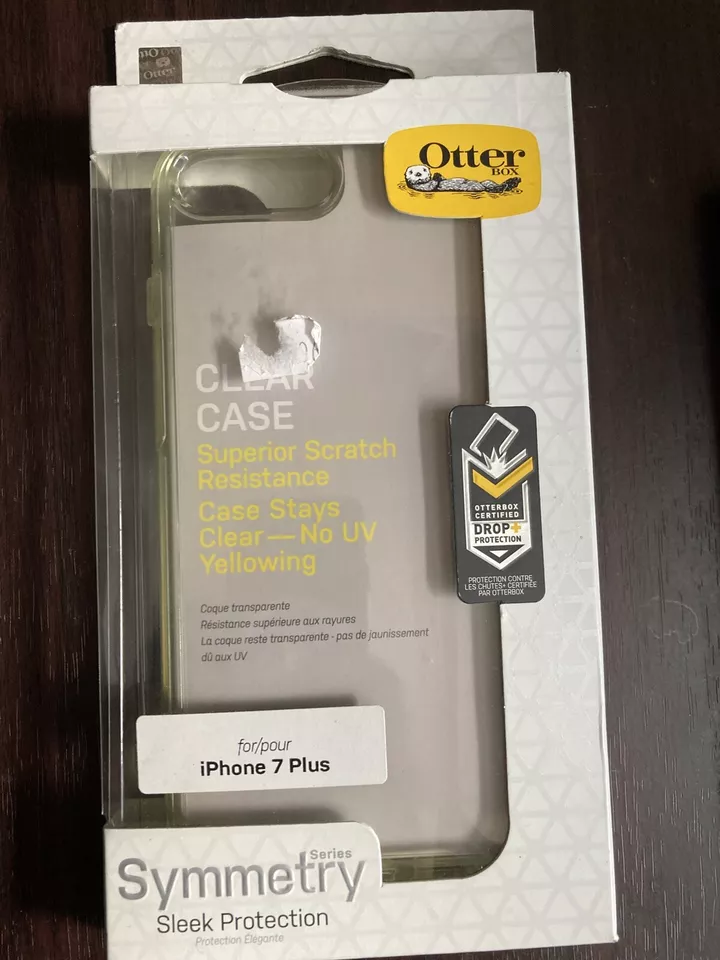 Otter
Otter
BOX
CLEAR
CASE
Superior Scratch
Resistance
Case Stays
Clear — No UV
Yellowing
Coque transparente
Résistance supérieure aux rayures
La coque reste transparente - pas de jaunissement
dû aux UV
OTTERBOX
CERTIFIED
DROP+
PROTECTION
PROTECTION CONTRE
LES CHUTES+ CERTIFIÉE
PAR OTTERBOX
for/pour
iPhone 7 Plus
Symmetry Series
Sleek Protection
Protection Élégante